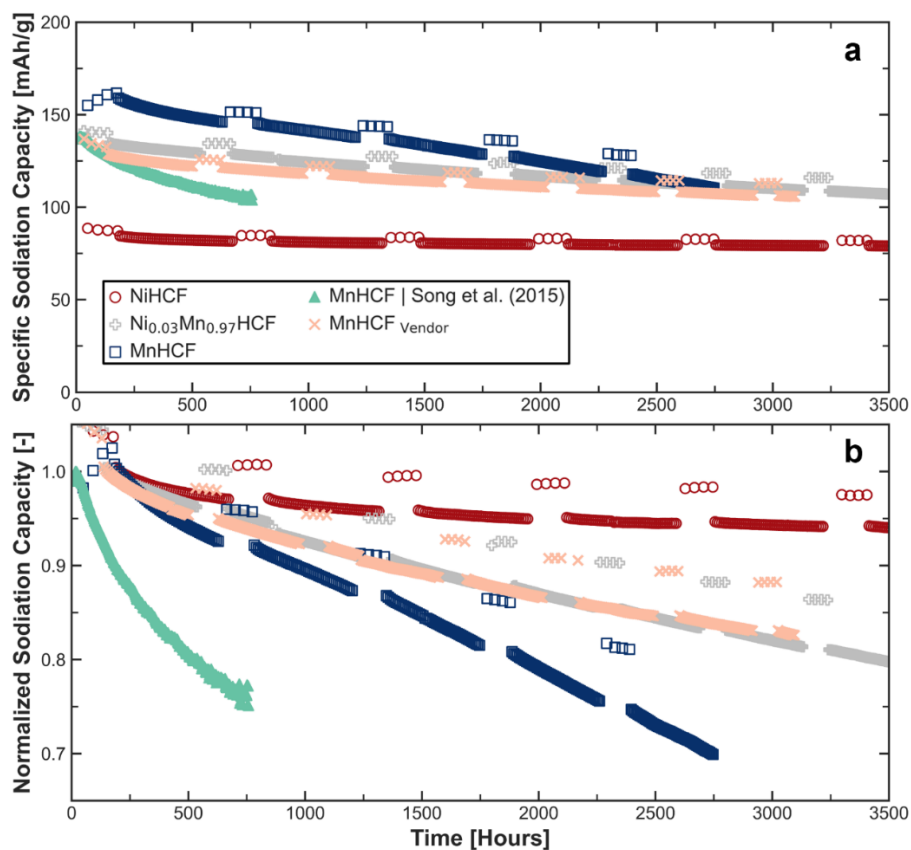 a
200
150
100
50
0
Specific Sodiation Capacity [mAh/g]
NiHCF
Ni₀.₀₃Mn₀.₉₇HCF
MnHCF
MnHCF | Song et al. (2015)
MnHCF Vendor
0 500 1000 1500 2000 2500 3000 3500
b
1.0
0.9
0.8
0.7
Normalized Sodiation Capacity [-]
0 500 1000 1500 2000 2500 3000 3500
Time [Hours]